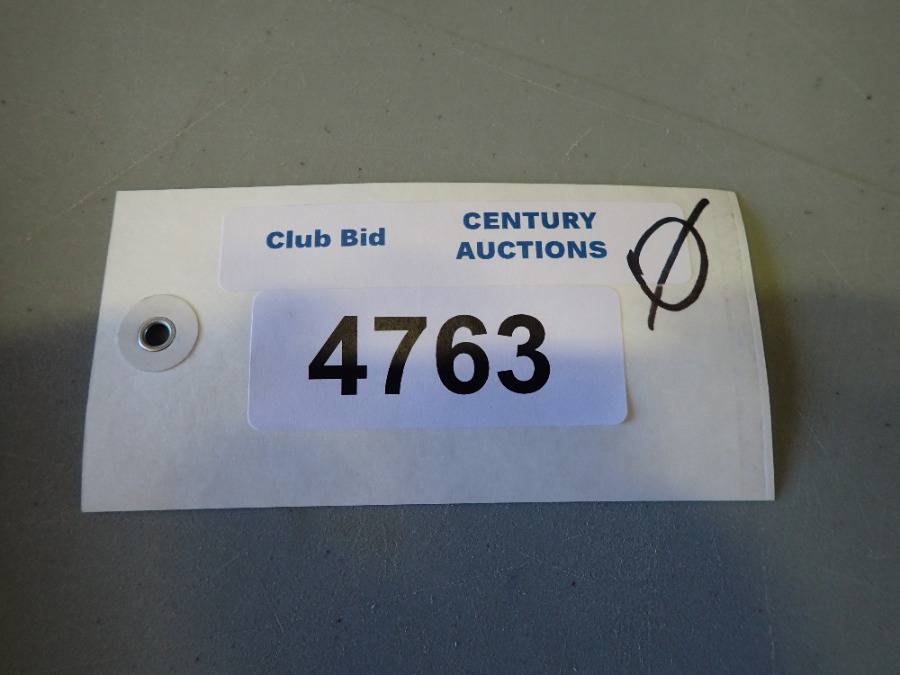 Club Bid
CENTURY
AUCTIONS
Ø
4763